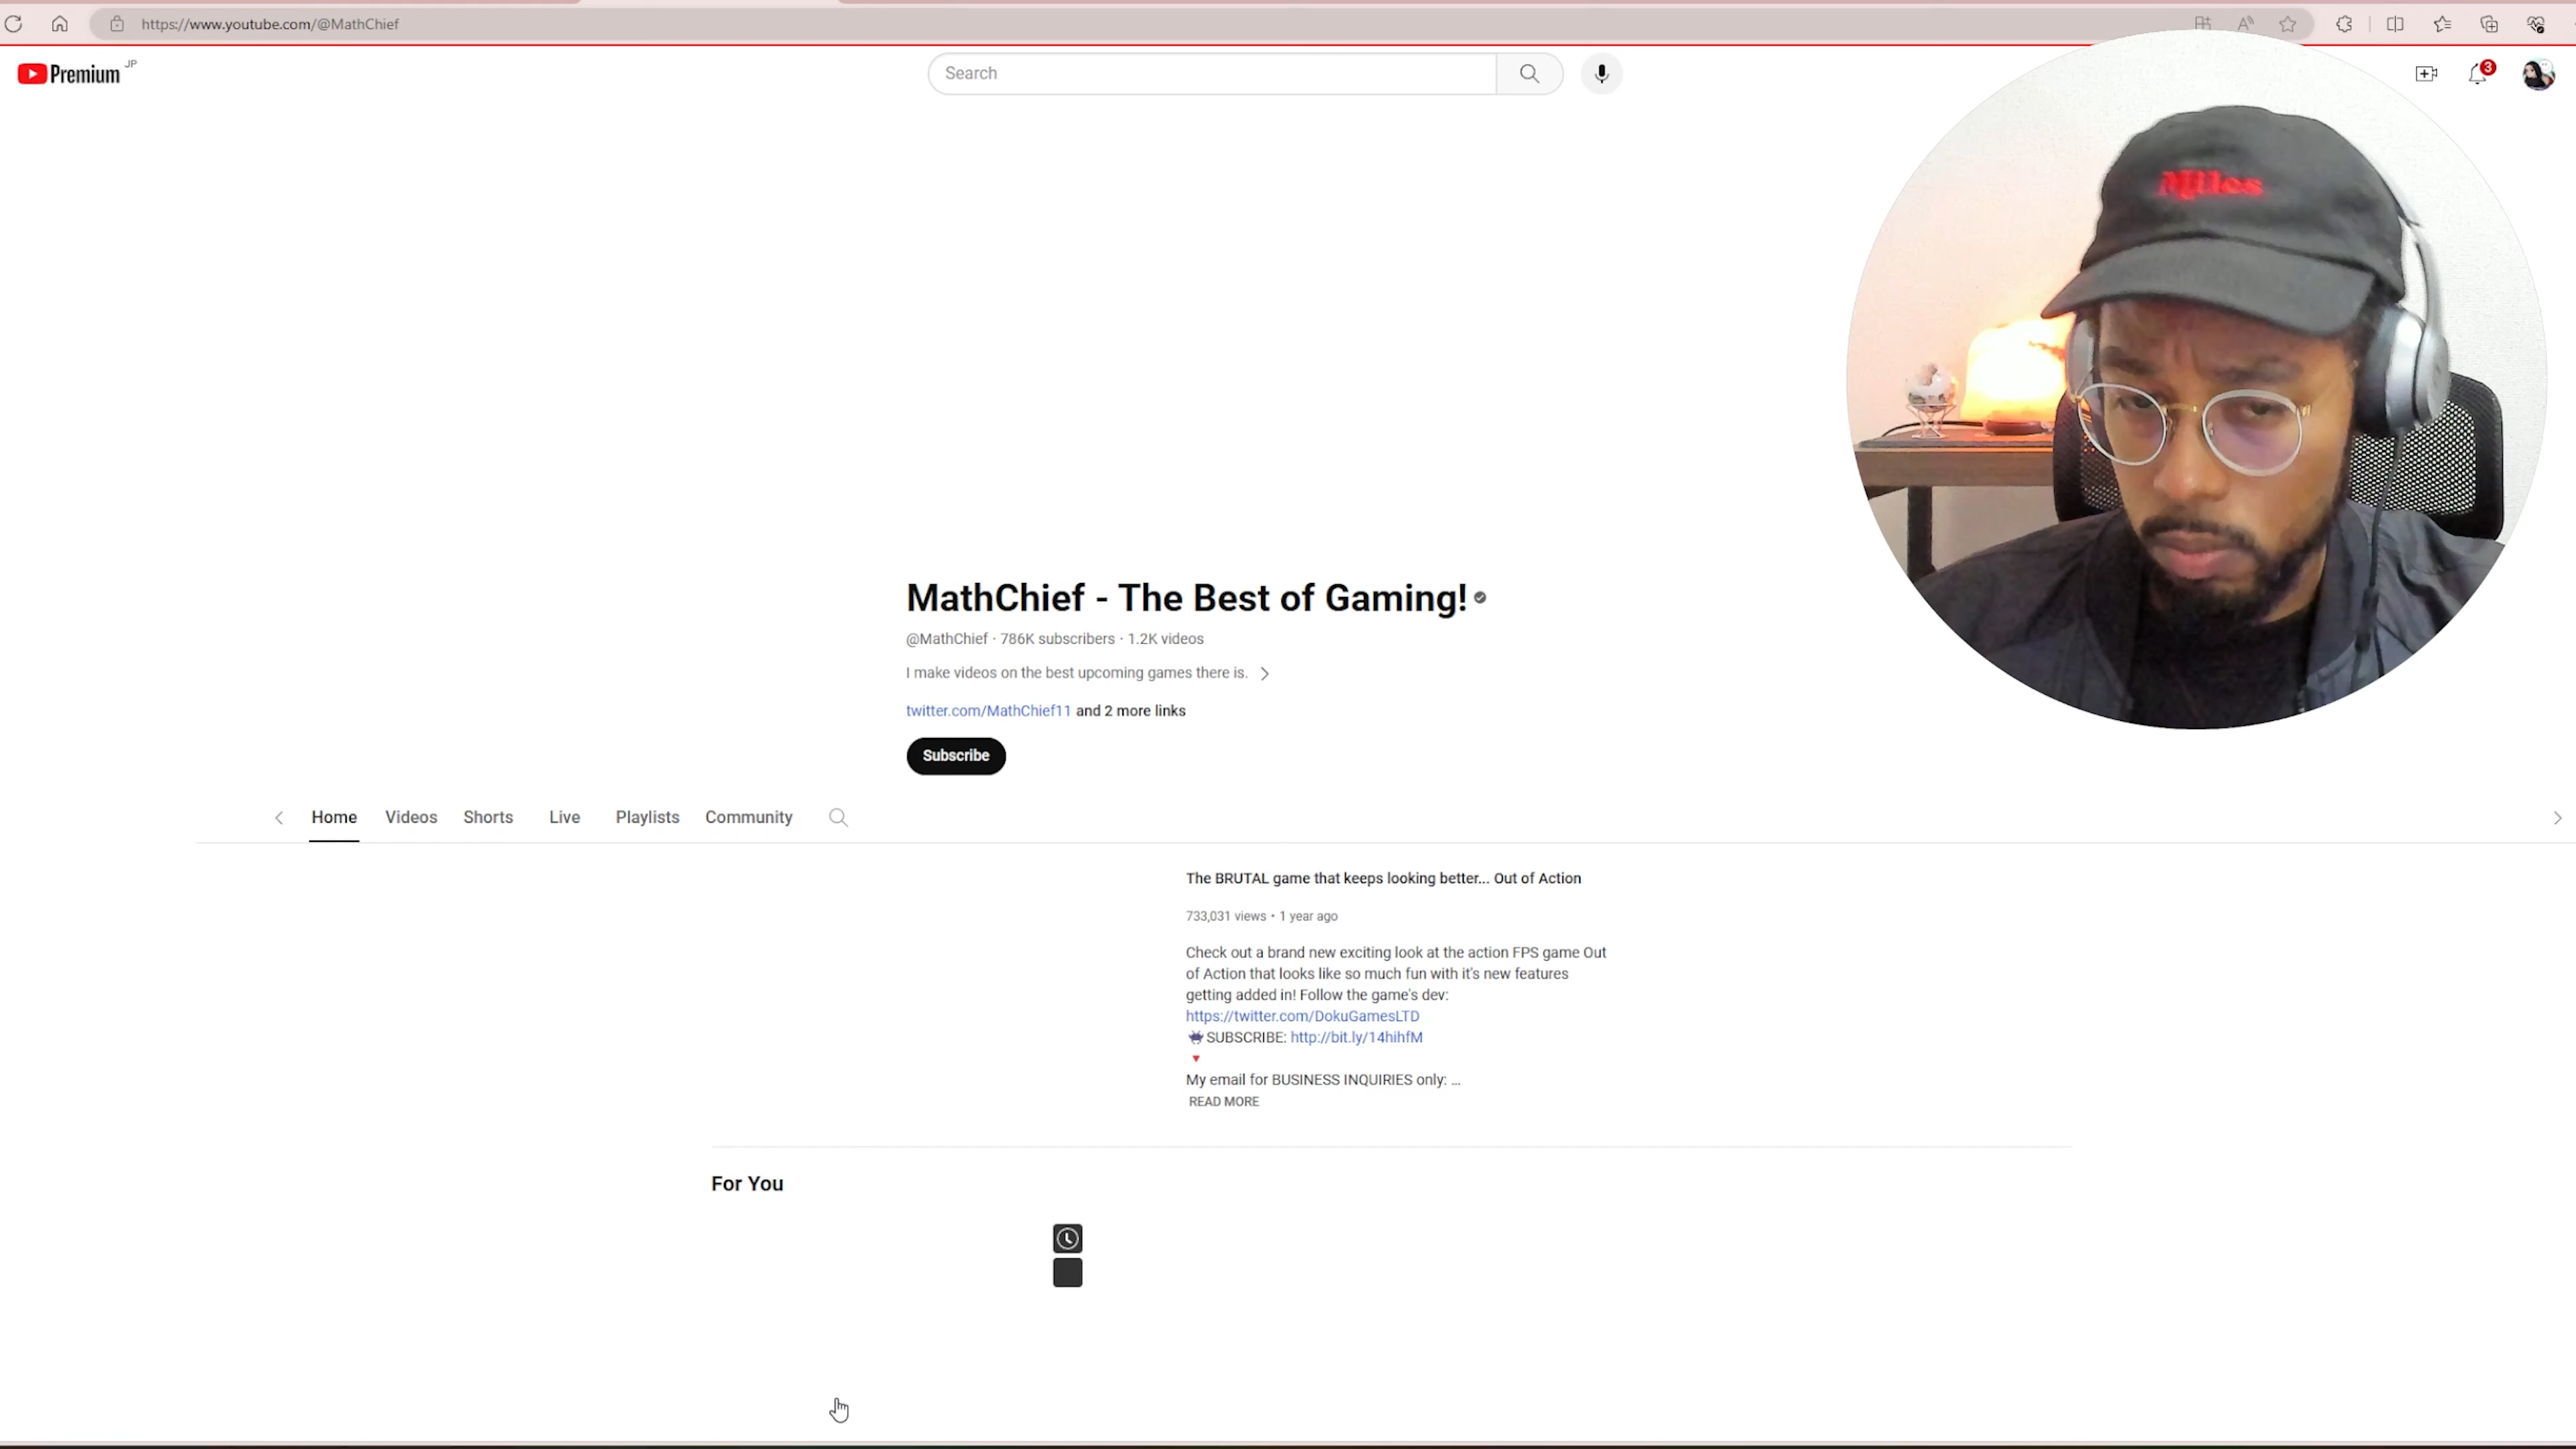 https://www.youtube.com/@MathChief
Premium JP
Search
3
Miles
MathChief - The Best of Gaming!
@MathChief · 786K subscribers · 1.2K videos
I make videos on the best upcoming games there is.
twitter.com/MathChief11 and 2 more links
Subscribe
Home Videos Shorts Live Playlists Community
The BRUTAL game that keeps looking better... Out of Action
733,031 views • 1 year ago
Check out a brand new exciting look at the action FPS game Out
of Action that looks like so much fun with it's new features
getting added in! Follow the game's dev:
https://twitter.com/DokuGamesLTD
👾 SUBSCRIBE: http://bit.ly/14hihfM
🔻
My email for BUSINESS INQUIRIES only: ...
READ MORE
For You